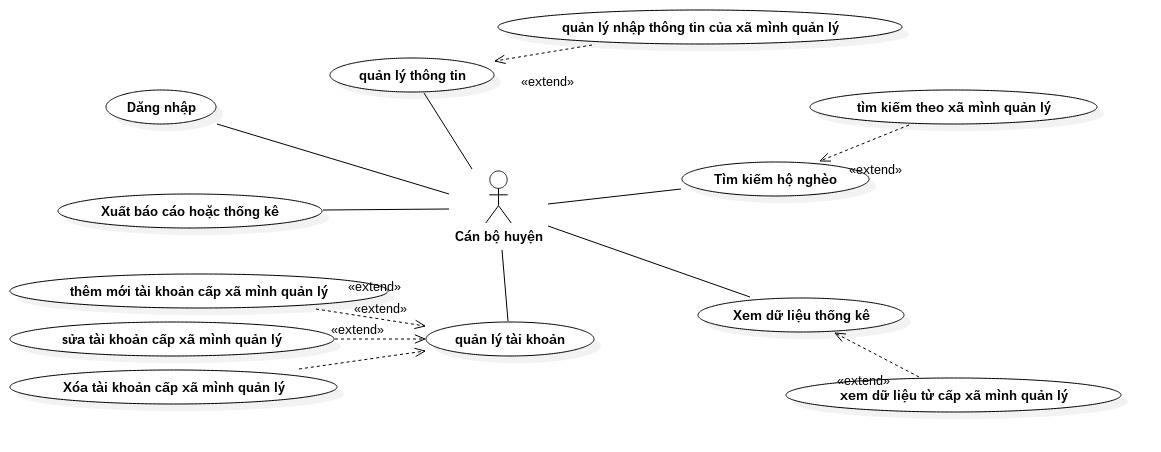 quản lý nhập thông tin của xã mình quản lý
quản lý thông tin
«extend»
Dăng nhập
tìm kiếm theo xã mình quản lý
«extend»
Tìm kiếm hộ nghèo
Xuất báo cáo hoặc thống kê
Cán bộ huyện
thêm mới tài khoản cấp xã mình quản lý
«extend»
«extend»
Xem dữ liệu thống kê
«extend»
sửa tài khoản cấp xã mình quản lý
quản lý tài khoản
Xóa tài khoản cấp xã mình quản lý
«extend»
xem dữ liệu từ cấp xã mình quản lý